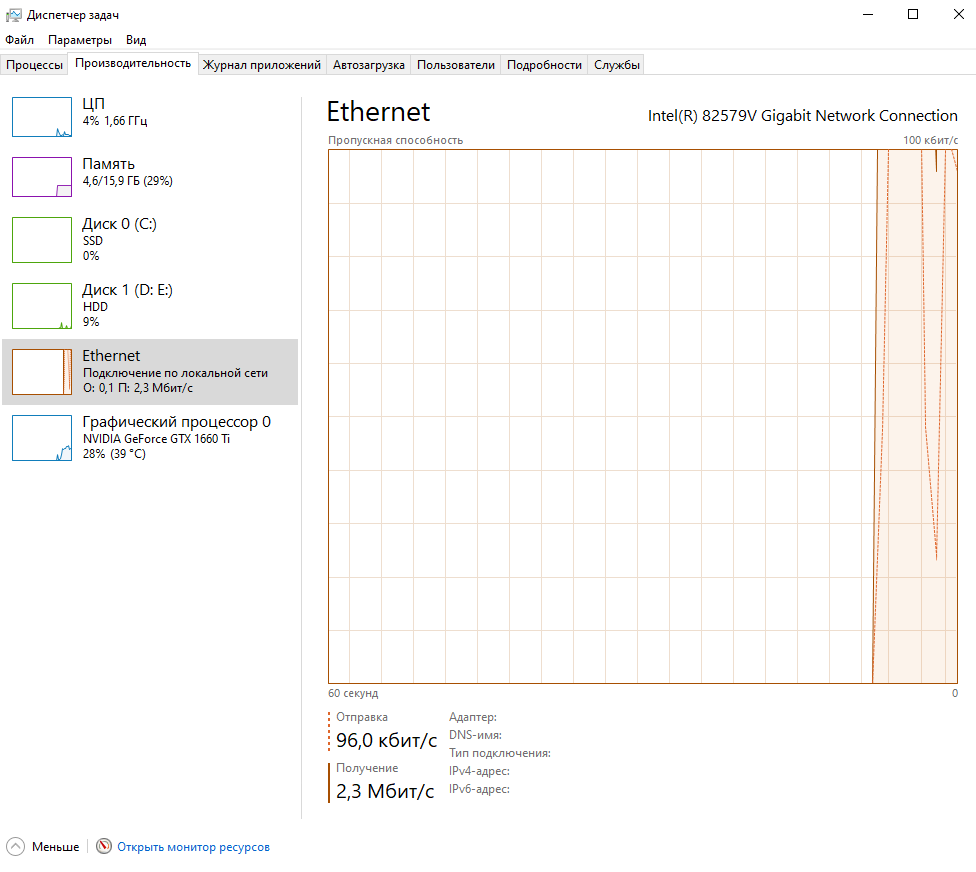 Диспетчер задач
Файл Параметры Вид
Процессы Производительность Журнал приложений Автозагрузка Пользователи Подробности Службы
ЦП
4% 1,66 ГГц
Память
4,6/15,9 ГБ (29%)
Диск 0 (C:)
SSD
0%
Диск 1 (D: E:)
HDD
9%
Ethernet
Подключение по локальной сети
О: 0,1 П: 2,3 Мбит/с
Графический процессор 0
NVIDIA GeForce GTX 1660 Ti
28% (39 °C)
Ethernet
Intel(R) 82579V Gigabit Network Connection
Пропускная способность
100 кбит/с
60 секунд
0
Отправка
96,0 кбит/с
Получение
2,3 Мбит/с
Адаптер:
DNS-имя:
Тип подключения:
IPv4-адрес:
IPv6-адрес:
Меньше
Открыть монитор ресурсов